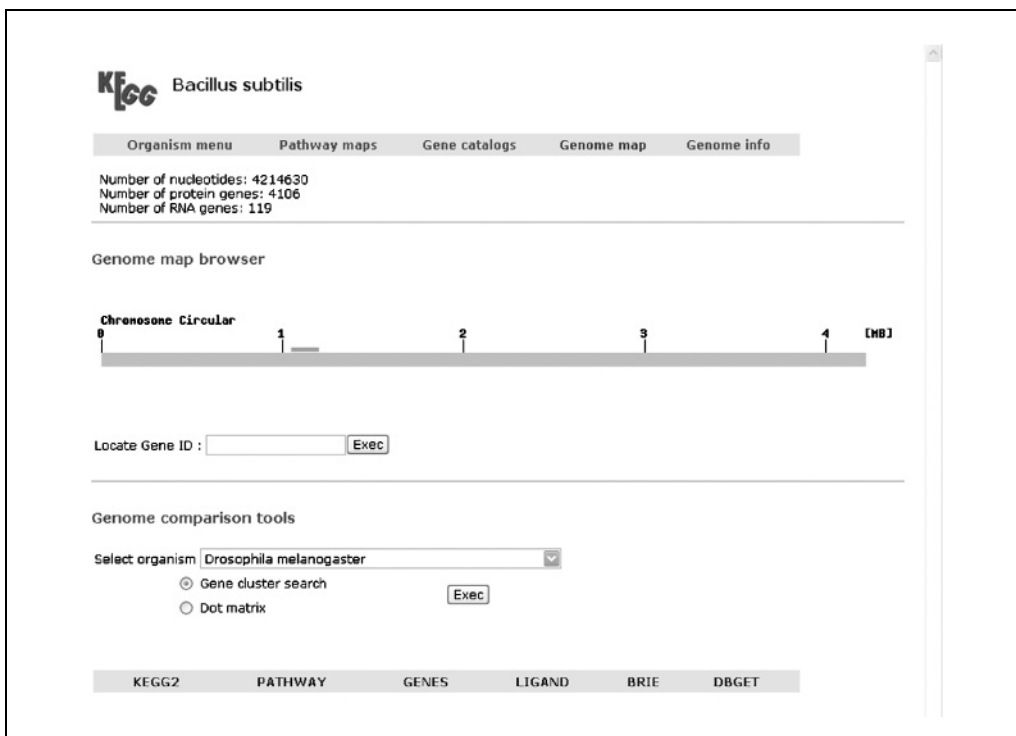 KEGG Bacillus subtilis
Organism menu Pathway maps Gene catalogs Genome map Genome info
Number of nucleotides: 4214630
Number of protein genes: 4106
Number of RNA genes: 119
Genome map browser
Chromosome Circular
0 1 2 3 4 [MB]
Locate Gene ID : Exec
Genome comparison tools
Select organism Drosophila melanogaster
Gene cluster search
Exec
Dot matrix
KEGG2 PATHWAY GENES LIGAND BRIE DBGET